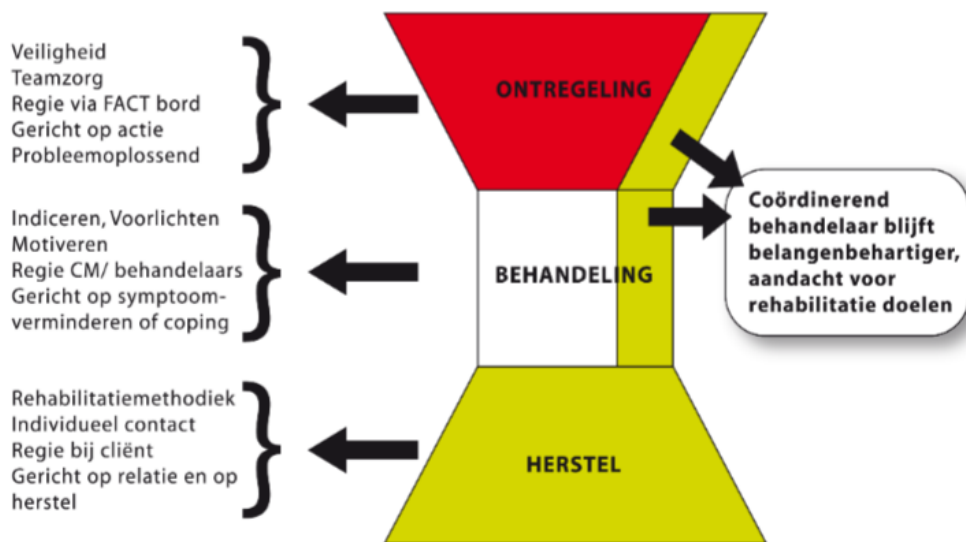 Veiligheid
Teamzorg
Regie via FACT bord
Gericht op actie
Probleemoplossend
ONTREGELING
Indiceren, Voorlichten
Motiveren
Regie CM/ behandelaars
Gericht op symptoom-
verminderen of coping
BEHANDELING
Coördinerend
behandelaar blijft
belangenbehartiger,
aandacht voor
rehabilitatie doelen
Rehabilitatiemethodiek
Individueel contact
Regie bij cliënt
Gericht op relatie en op
herstel
HERSTEL